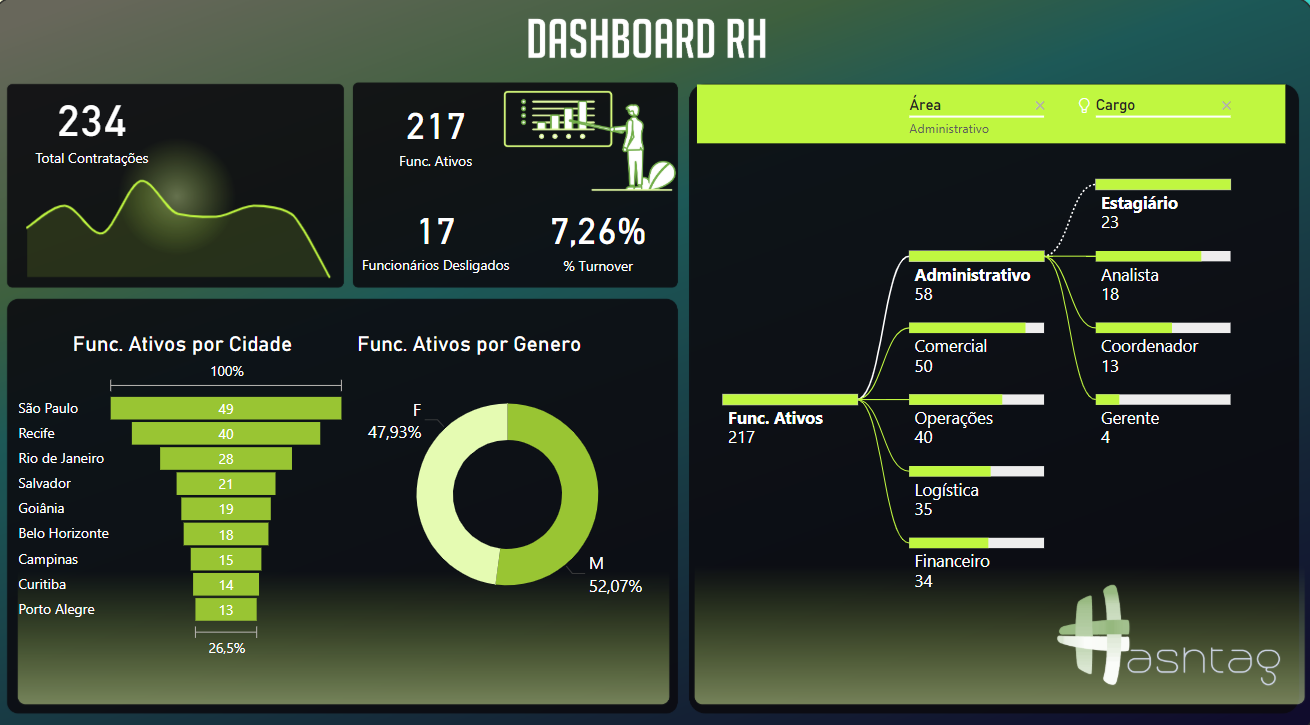 DASHBOARD RH
234
Total Contratações
217
Func. Ativos
17
Funcionários Desligados
7,26%
% Turnover
Func. Ativos por Cidade
100%
São Paulo 49
Recife 40
Rio de Janeiro 28
Salvador 21
Goiânia 19
Belo Horizonte 18
Campinas 15
Curitiba 14
Porto Alegre 13
26,5%
Func. Ativos por Genero
F
47,93%
M
52,07%
Área
Administrativo
Cargo
Func. Ativos
217
Administrativo
58
Comercial
50
Operações
40
Logística
35
Financeiro
34
Estagiário
23
Analista
18
Coordenador
13
Gerente
4
Hashtag